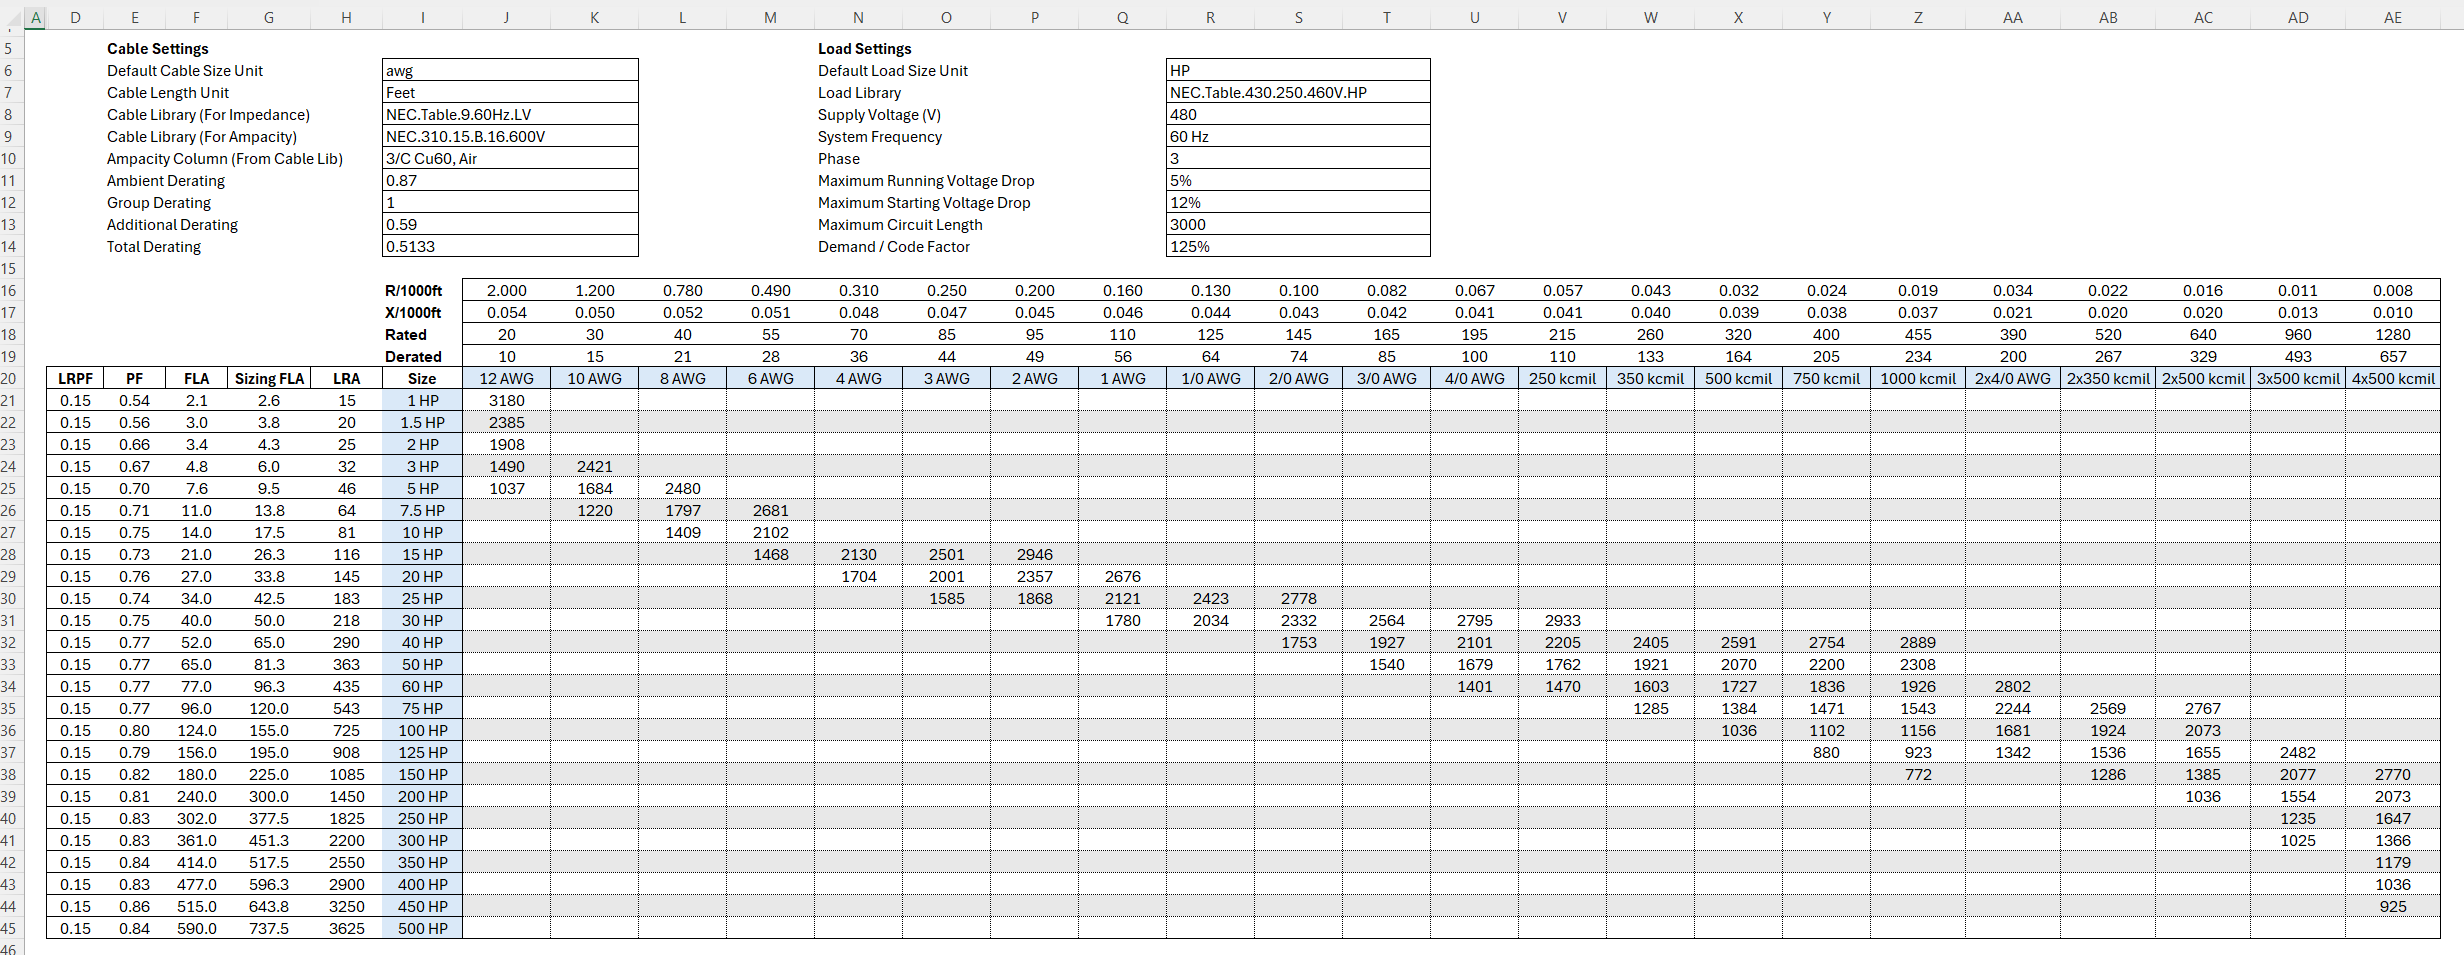 A D E F G H I J K L M N O P Q R S T U V W X Y Z AA AB AC AD AE
5 Cable Settings Load Settings
6 Default Cable Size Unit awg Default Load Size Unit HP
7 Cable Length Unit Feet Load Library NEC.Table.430.250.460V.HP
8 Cable Library (For Impedance) NEC.Table.9.60Hz.LV Supply Voltage (V) 480
9 Cable Library (For Ampacity) NEC.310.15.B.16.600V System Frequency 60 Hz
10 Ampacity Column (From Cable Lib) 3/C Cu60, Air Phase 3
11 Ambient Derating 0.87 Maximum Running Voltage Drop 5%
12 Group Derating 1 Maximum Starting Voltage Drop 12%
13 Additional Derating 0.59 Maximum Circuit Length 3000
14 Total Derating 0.5133 Demand / Code Factor 125%
15
16 R/1000ft 2.000 1.200 0.780 0.490 0.310 0.250 0.200 0.160 0.130 0.100 0.082 0.067 0.057 0.043 0.032 0.024 0.019 0.034 0.022 0.016 0.011 0.008
17 X/1000ft 0.054 0.050 0.052 0.051 0.048 0.047 0.045 0.046 0.044 0.043 0.042 0.041 0.041 0.040 0.039 0.038 0.037 0.021 0.020 0.020 0.013 0.010
18 Rated 20 30 40 55 70 85 95 110 125 145 165 195 215 260 320 400 455 390 520 640 960 1280
19 Derated 10 15 21 28 36 44 49 56 64 74 85 100 110 133 164 205 234 200 267 329 493 657
20 LRPF PF FLA Sizing FLA LRA Size 12 AWG 10 AWG 8 AWG 6 AWG 4 AWG 3 AWG 2 AWG 1 AWG 1/0 AWG 2/0 AWG 3/0 AWG 4/0 AWG 250 kcmil 350 kcmil 500 kcmil 750 kcmil 1000 kcmil 2x4/0 AWG 2x350 kcmil 2x500 kcmil 3x500 kcmil 4x500 kcmil
21 0.15 0.54 2.1 2.6 15 1 HP 3180
22 0.15 0.56 3.0 3.8 20 1.5 HP 2385
23 0.15 0.66 3.4 4.3 25 2 HP 1908
24 0.15 0.67 4.8 6.0 32 3 HP 1490 2421
25 0.15 0.70 7.6 9.5 46 5 HP 1037 1684 2480
26 0.15 0.71 11.0 13.8 64 7.5 HP 1220 1797 2681
27 0.15 0.75 14.0 17.5 81 10 HP 1409 2102
28 0.15 0.73 21.0 26.3 116 15 HP 1468 2130 2501 2946
29 0.15 0.76 27.0 33.8 145 20 HP 1704 2001 2357 2676
30 0.15 0.74 34.0 42.5 183 25 HP 1585 1868 2121 2423 2778
31 0.15 0.75 40.0 50.0 218 30 HP 1780 2034 2332 2564 2795 2933
32 0.15 0.77 52.0 65.0 290 40 HP 1753 1927 2101 2205 2405 2591 2754 2889
33 0.15 0.77 65.0 81.3 363 50 HP 1540 1679 1762 1921 2070 2200 2308
34 0.15 0.77 77.0 96.3 435 60 HP 1401 1470 1603 1727 1836 1926 2802
35 0.15 0.77 96.0 120.0 543 75 HP 1285 1384 1471 1543 2244 2569 2767
36 0.15 0.80 124.0 155.0 725 100 HP 1036 1102 1156 1681 1924 2073
37 0.15 0.79 156.0 195.0 908 125 HP 880 923 1342 1536 1655 2482
38 0.15 0.82 180.0 225.0 1085 150 HP 772 1286 1385 2077 2770
39 0.15 0.81 240.0 300.0 1450 200 HP 1036 1554 2073
40 0.15 0.83 302.0 377.5 1825 250 HP 1235 1647
41 0.15 0.83 361.0 451.3 2200 300 HP 1025 1366
42 0.15 0.84 414.0 517.5 2550 350 HP 1179
43 0.15 0.83 477.0 596.3 2900 400 HP 1036
44 0.15 0.86 515.0 643.8 3250 450 HP 925
45 0.15 0.84 590.0 737.5 3625 500 HP
46